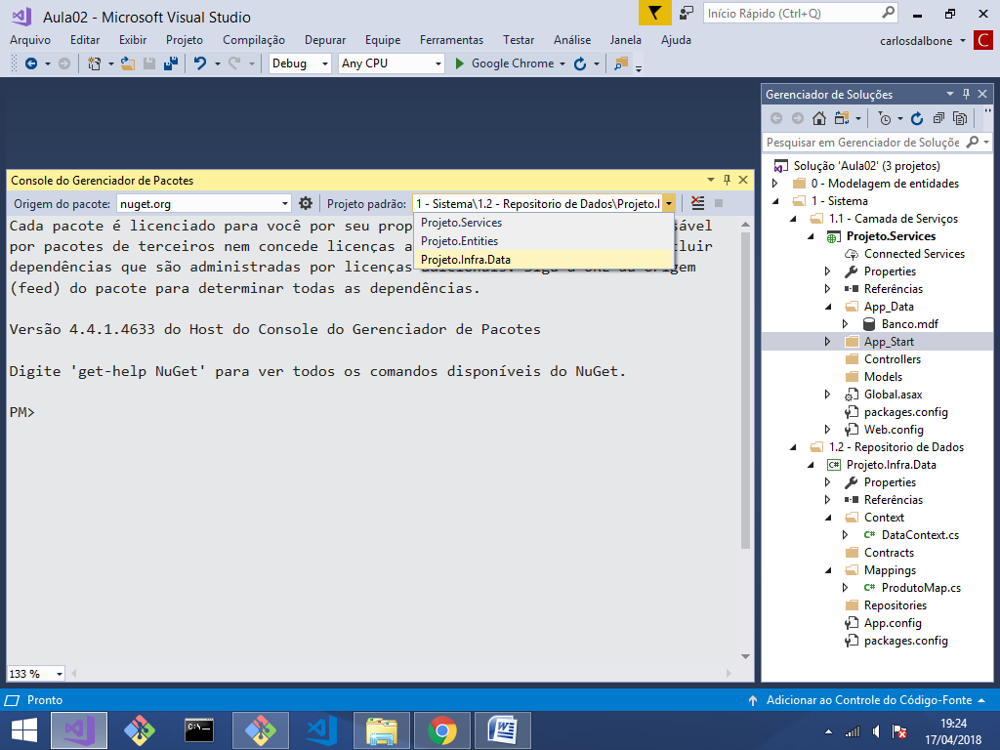 Aula02 - Microsoft Visual Studio
Início Rápido (Ctrl+Q)
Arquivo Editar Exibir Projeto Compilação Depurar Equipe Ferramentas Testar Análise Janela Ajuda
carlosdalbone C
Debug Any CPU Google Chrome
Console do Gerenciador de Pacotes
Origem do pacote: nuget.org Projeto padrão: 1 - Sistema\1.2 - Repositorio de Dados\Projeto.I
Projeto.Services
Projeto.Entities
Projeto.Infra.Data
Cada pacote é licenciado para você por seu prop sável
por pacotes de terceiros nem concede licenças a luir
dependências que são administradas por licenças
(feed) do pacote para determinar todas as dependências.
Versão 4.4.1.4633 do Host do Console do Gerenciador de Pacotes
Digite 'get-help NuGet' para ver todos os comandos disponíveis do NuGet.
PM>
133 %
Gerenciador de Soluções
Pesquisar em Gerenciador de Soluçõe
Solução 'Aula02' (3 projetos)
0 - Modelagem de entidades
1 - Sistema
1.1 - Camada de Serviços
Projeto.Services
Connected Services
Properties
Referências
App_Data
Banco.mdf
App_Start
Controllers
Models
Global.asax
packages.config
Web.config
1.2 - Repositorio de Dados
C# Projeto.Infra.Data
Properties
Referências
Context
C# DataContext.cs
Contracts
Mappings
C# ProdutoMap.cs
Repositories
App.config
packages.config
Pronto
Adicionar ao Controle do Código-Fonte
19:24
17/04/2018